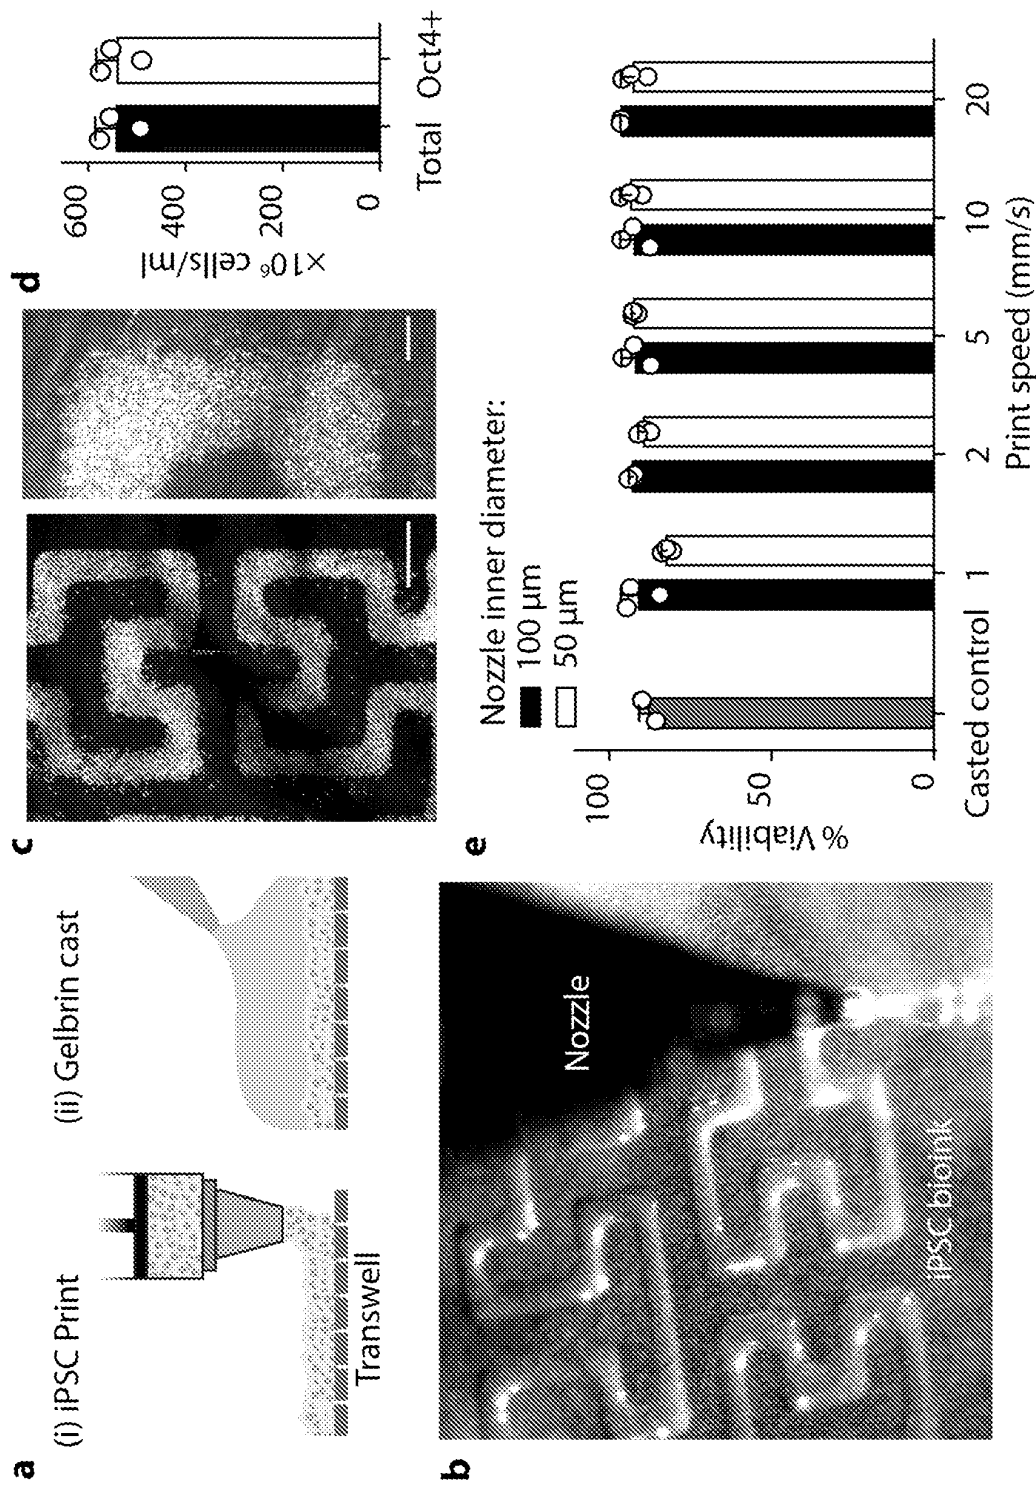 a
(i) iPSC Print
(ii) Gelbrin cast
Transwell
b
Nozzle
iPSC bioink
c
d
×10⁶ cells/ml
600
400
200
0
Total
Oct4+
e
Nozzle inner diameter:
100 µm
50 µm
% Viability
100
50
0
Casted control
1
2
5
10
20
Print speed (mm/s)